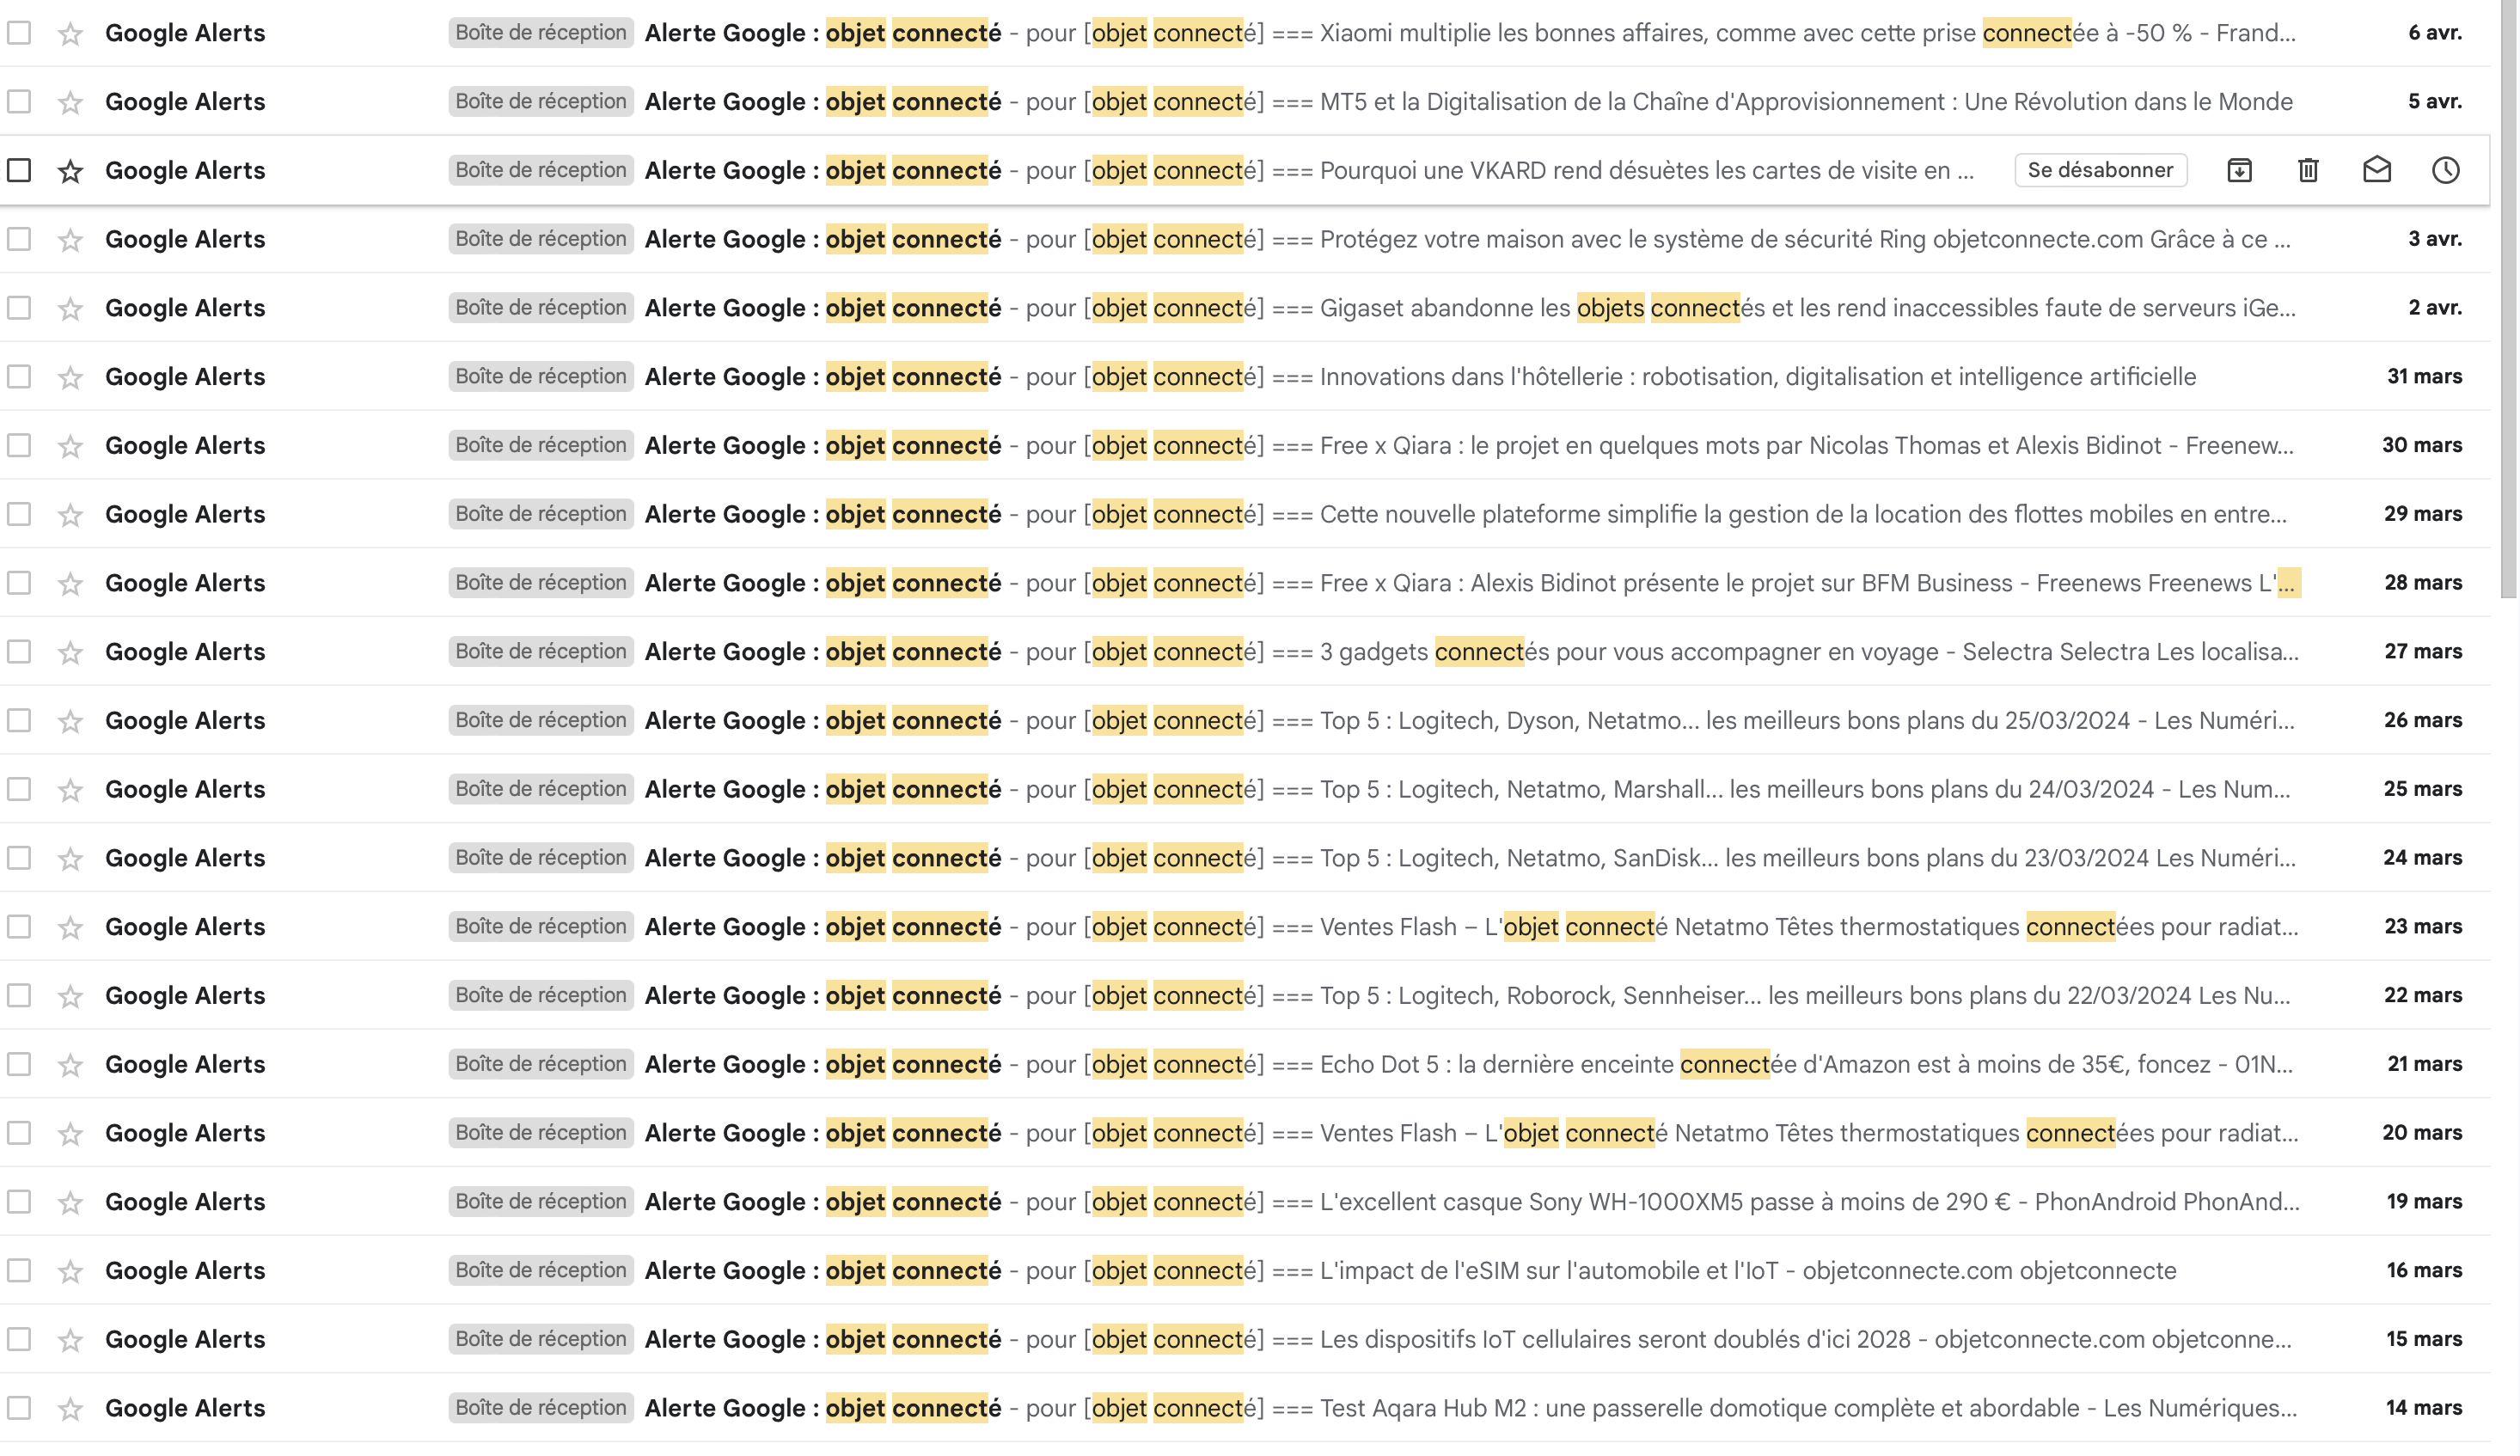 Google Alerts Boîte de réception Alerte Google : objet connecté - pour [objet connecté] === Xiaomi multiplie les bonnes affaires, comme avec cette prise connectée à -50 % - Frand... 6 avr.
Google Alerts Boîte de réception Alerte Google : objet connecté - pour [objet connecté] === MT5 et la Digitalisation de la Chaîne d'Approvisionnement : Une Révolution dans le Monde 5 avr.
Google Alerts Boîte de réception Alerte Google : objet connecté - pour [objet connecté] === Pourquoi une VKARD rend désuètes les cartes de visite en ... Se désabonner
Google Alerts Boîte de réception Alerte Google : objet connecté - pour [objet connecté] === Protégez votre maison avec le système de sécurité Ring objetconnecte.com Grâce à ce ... 3 avr.
Google Alerts Boîte de réception Alerte Google : objet connecté - pour [objet connecté] === Gigaset abandonne les objets connectés et les rend inaccessibles faute de serveurs iGe... 2 avr.
Google Alerts Boîte de réception Alerte Google : objet connecté - pour [objet connecté] === Innovations dans l'hôtellerie : robotisation, digitalisation et intelligence artificielle 31 mars
Google Alerts Boîte de réception Alerte Google : objet connecté - pour [objet connecté] === Free x Qiara : le projet en quelques mots par Nicolas Thomas et Alexis Bidinot - Freenew... 30 mars
Google Alerts Boîte de réception Alerte Google : objet connecté - pour [objet connecté] === Cette nouvelle plateforme simplifie la gestion de la location des flottes mobiles en entre... 29 mars
Google Alerts Boîte de réception Alerte Google : objet connecté - pour [objet connecté] === Free x Qiara : Alexis Bidinot présente le projet sur BFM Business - Freenews Freenews L'... 28 mars
Google Alerts Boîte de réception Alerte Google : objet connecté - pour [objet connecté] === 3 gadgets connectés pour vous accompagner en voyage - Selectra Selectra Les localisa... 27 mars
Google Alerts Boîte de réception Alerte Google : objet connecté - pour [objet connecté] === Top 5 : Logitech, Dyson, Netatmo... les meilleurs bons plans du 25/03/2024 - Les Numéri... 26 mars
Google Alerts Boîte de réception Alerte Google : objet connecté - pour [objet connecté] === Top 5 : Logitech, Netatmo, Marshall... les meilleurs bons plans du 24/03/2024 - Les Num... 25 mars
Google Alerts Boîte de réception Alerte Google : objet connecté - pour [objet connecté] === Top 5 : Logitech, Netatmo, SanDisk... les meilleurs bons plans du 23/03/2024 Les Numéri... 24 mars
Google Alerts Boîte de réception Alerte Google : objet connecté - pour [objet connecté] === Ventes Flash – L'objet connecté Netatmo Têtes thermostatiques connectées pour radiat... 23 mars
Google Alerts Boîte de réception Alerte Google : objet connecté - pour [objet connecté] === Top 5 : Logitech, Roborock, Sennheiser... les meilleurs bons plans du 22/03/2024 Les Nu... 22 mars
Google Alerts Boîte de réception Alerte Google : objet connecté - pour [objet connecté] === Echo Dot 5 : la dernière enceinte connectée d'Amazon est à moins de 35€, foncez - 01N... 21 mars
Google Alerts Boîte de réception Alerte Google : objet connecté - pour [objet connecté] === Ventes Flash – L'objet connecté Netatmo Têtes thermostatiques connectées pour radiat... 20 mars
Google Alerts Boîte de réception Alerte Google : objet connecté - pour [objet connecté] === L'excellent casque Sony WH-1000XM5 passe à moins de 290 € - PhonAndroid PhonAnd... 19 mars
Google Alerts Boîte de réception Alerte Google : objet connecté - pour [objet connecté] === L'impact de l'eSIM sur l'automobile et l'IoT - objetconnecte.com objetconnecte 16 mars
Google Alerts Boîte de réception Alerte Google : objet connecté - pour [objet connecté] === Les dispositifs IoT cellulaires seront doublés d'ici 2028 - objetconnecte.com objetconne... 15 mars
Google Alerts Boîte de réception Alerte Google : objet connecté - pour [objet connecté] === Test Aqara Hub M2 : une passerelle domotique complète et abordable - Les Numériques... 14 mars